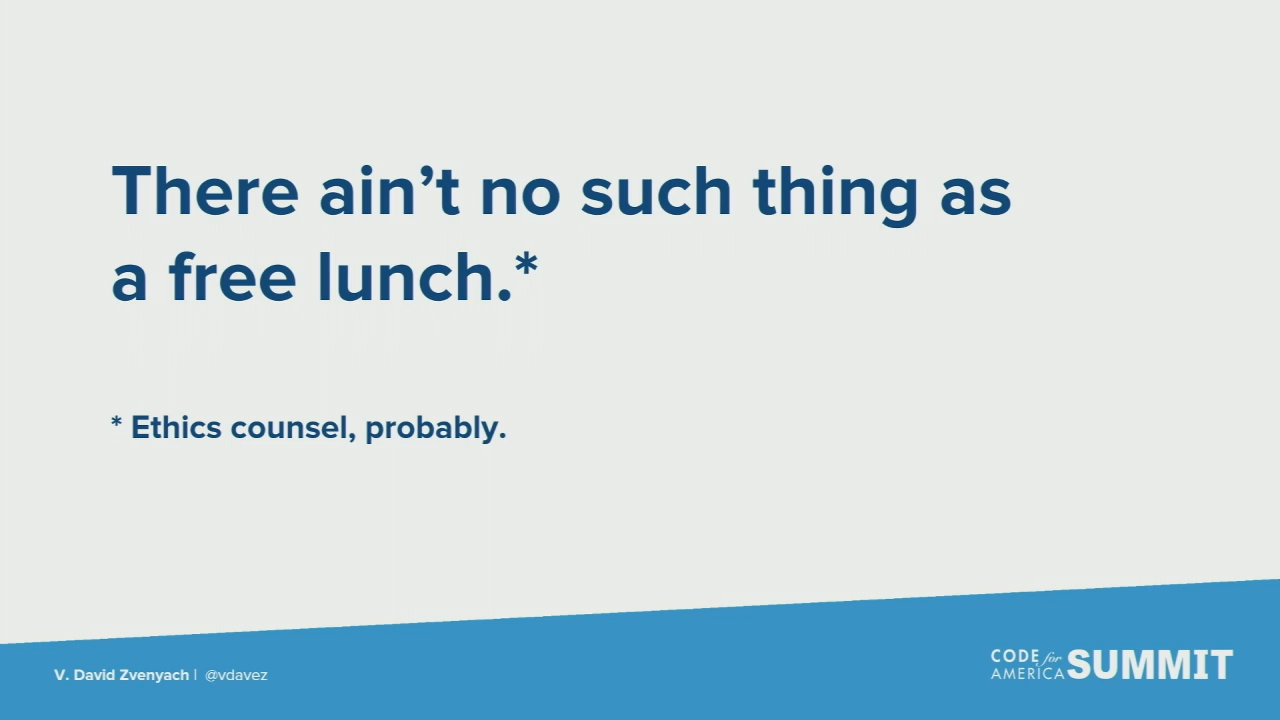 There ain’t no such thing as
a free lunch.*
* Ethics counsel, probably.
V. David Zvenyach | @vdavez
CODE for
AMERICA SUMMIT